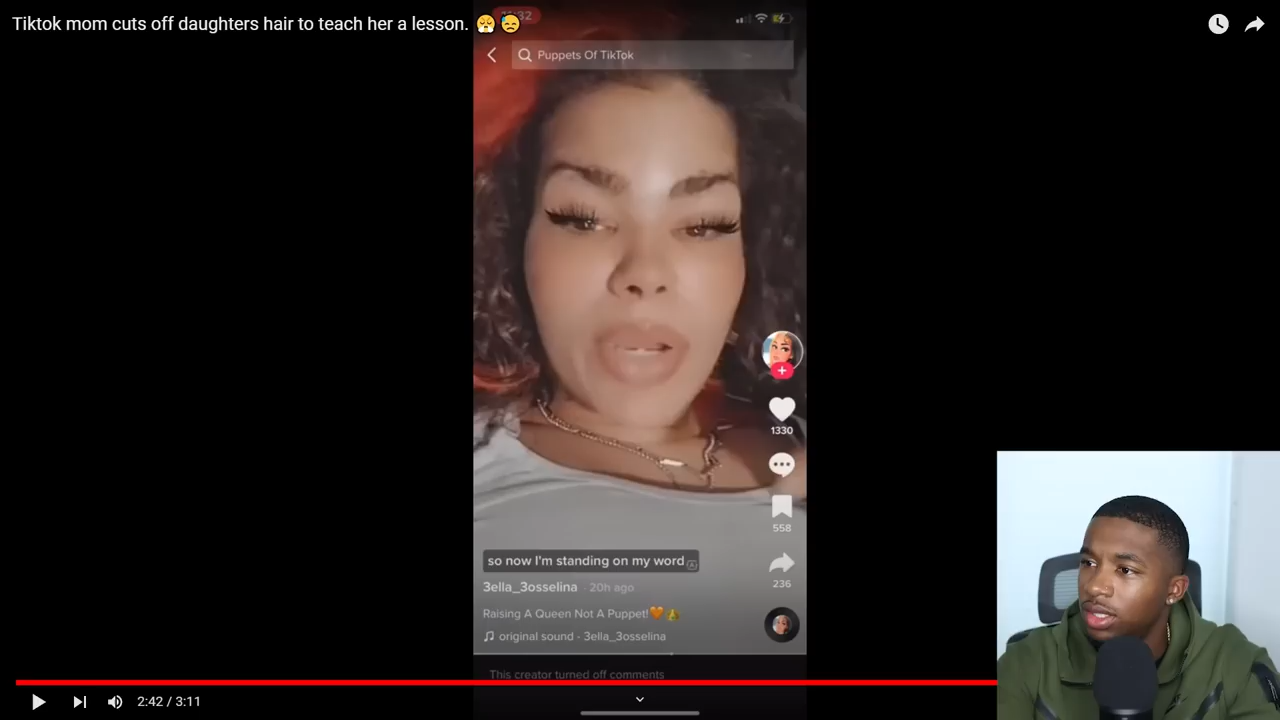 Tiktok mom cuts off daughters hair to teach her a lesson. 😤 😓
Puppets Of TikTok
1330
558
so now I'm standing on my word
236
3ella_3osselina · 20h ago
Raising A Queen Not A Puppet!🧡
original sound - 3ella_3osselina
This creator turned off comments
2:42 / 3:11